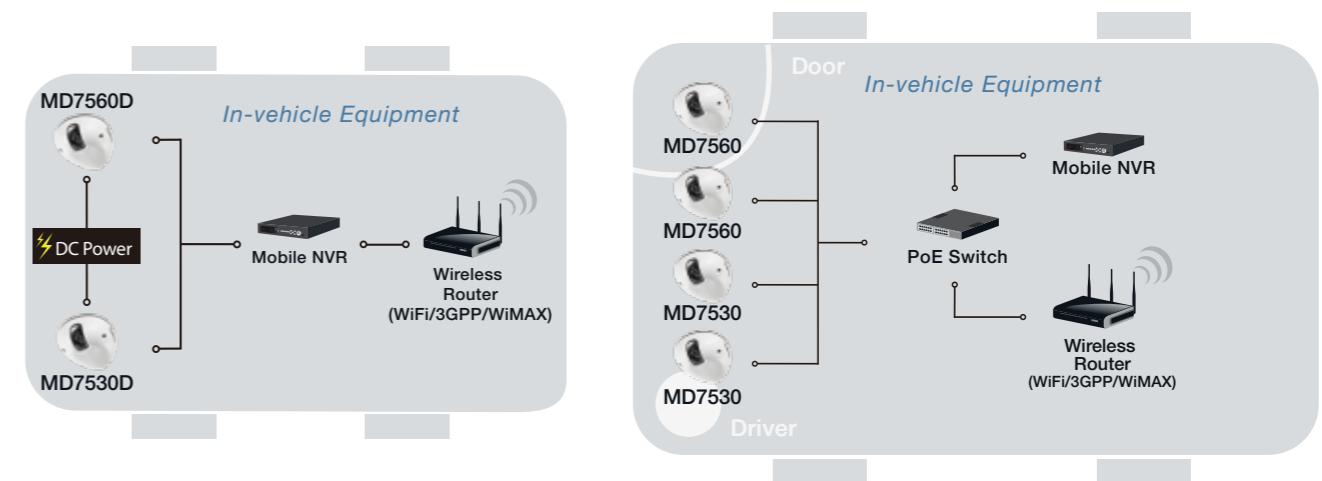 MD7560D
In-vehicle Equipment
DC Power
Mobile NVR
Wireless
Router
(WiFi/3GPP/WiMAX)
MD7530D
Door
In-vehicle Equipment
MD7560
Mobile NVR
MD7560
PoE Switch
MD7530
Wireless
Router
(WiFi/3GPP/WiMAX)
MD7530
Driver